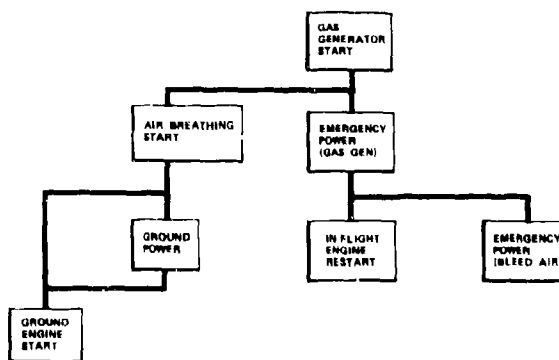 GAS
GENERATOR
START
AIR BREATHING
START
EMERGENCY
POWER
(GAS GEN)
GROUND
POWER
IN FLIGHT
ENGINE
RESTART
EMERGENCY
POWER
(BLEED AIR)
GROUND
ENGINE
START